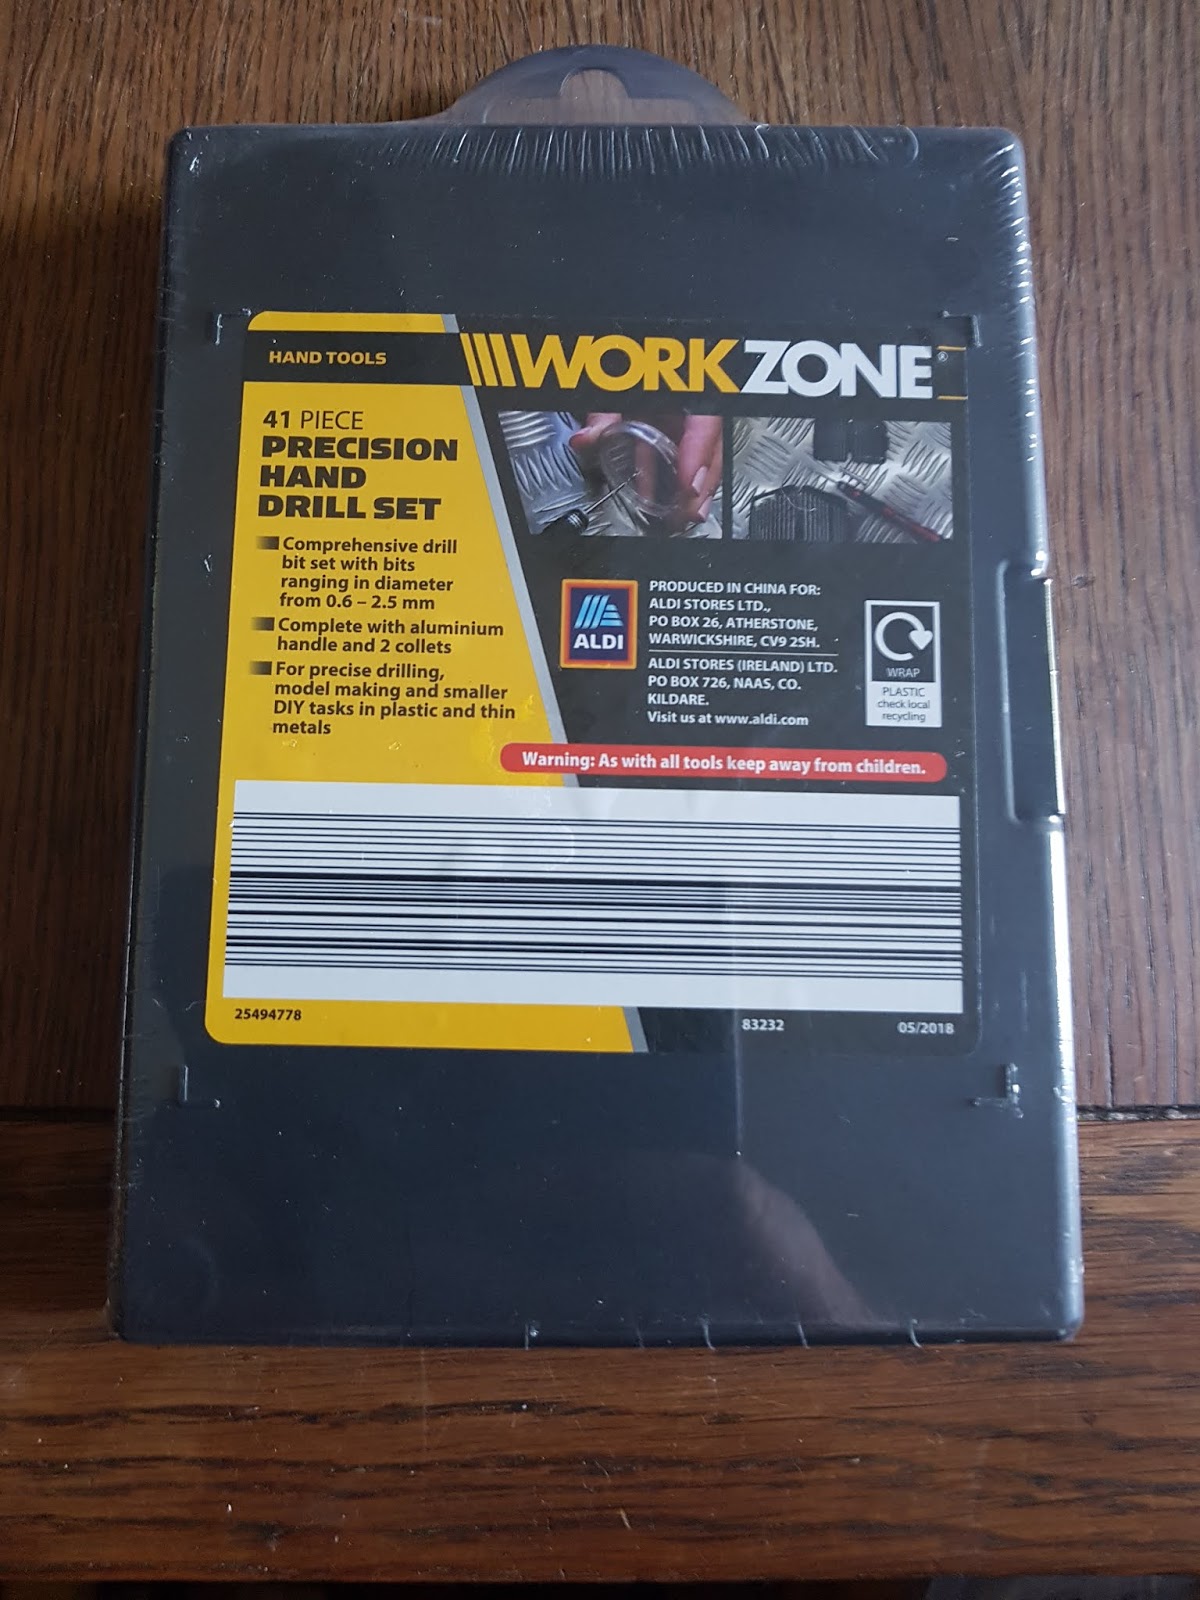 HAND TOOLS
WORKZONE®
41 PIECE
PRECISION
HAND
DRILL SET
Comprehensive drill
bit set with bits
ranging in diameter
from 0.6 – 2.5 mm
Complete with aluminium
handle and 2 collets
For precise drilling,
model making and smaller
DIY tasks in plastic and thin
metals
ALDI
PRODUCED IN CHINA FOR:
ALDI STORES LTD.,
PO BOX 26, ATHERSTONE,
WARWICKSHIRE, CV9 2SH.
ALDI STORES (IRELAND) LTD.
PO BOX 726, NAAS, CO.
KILDARE.
Visit us at www.aldi.com
WRAP
PLASTIC
check local
recycling
Warning: As with all tools keep away from children.
25494778
83232
05/2018